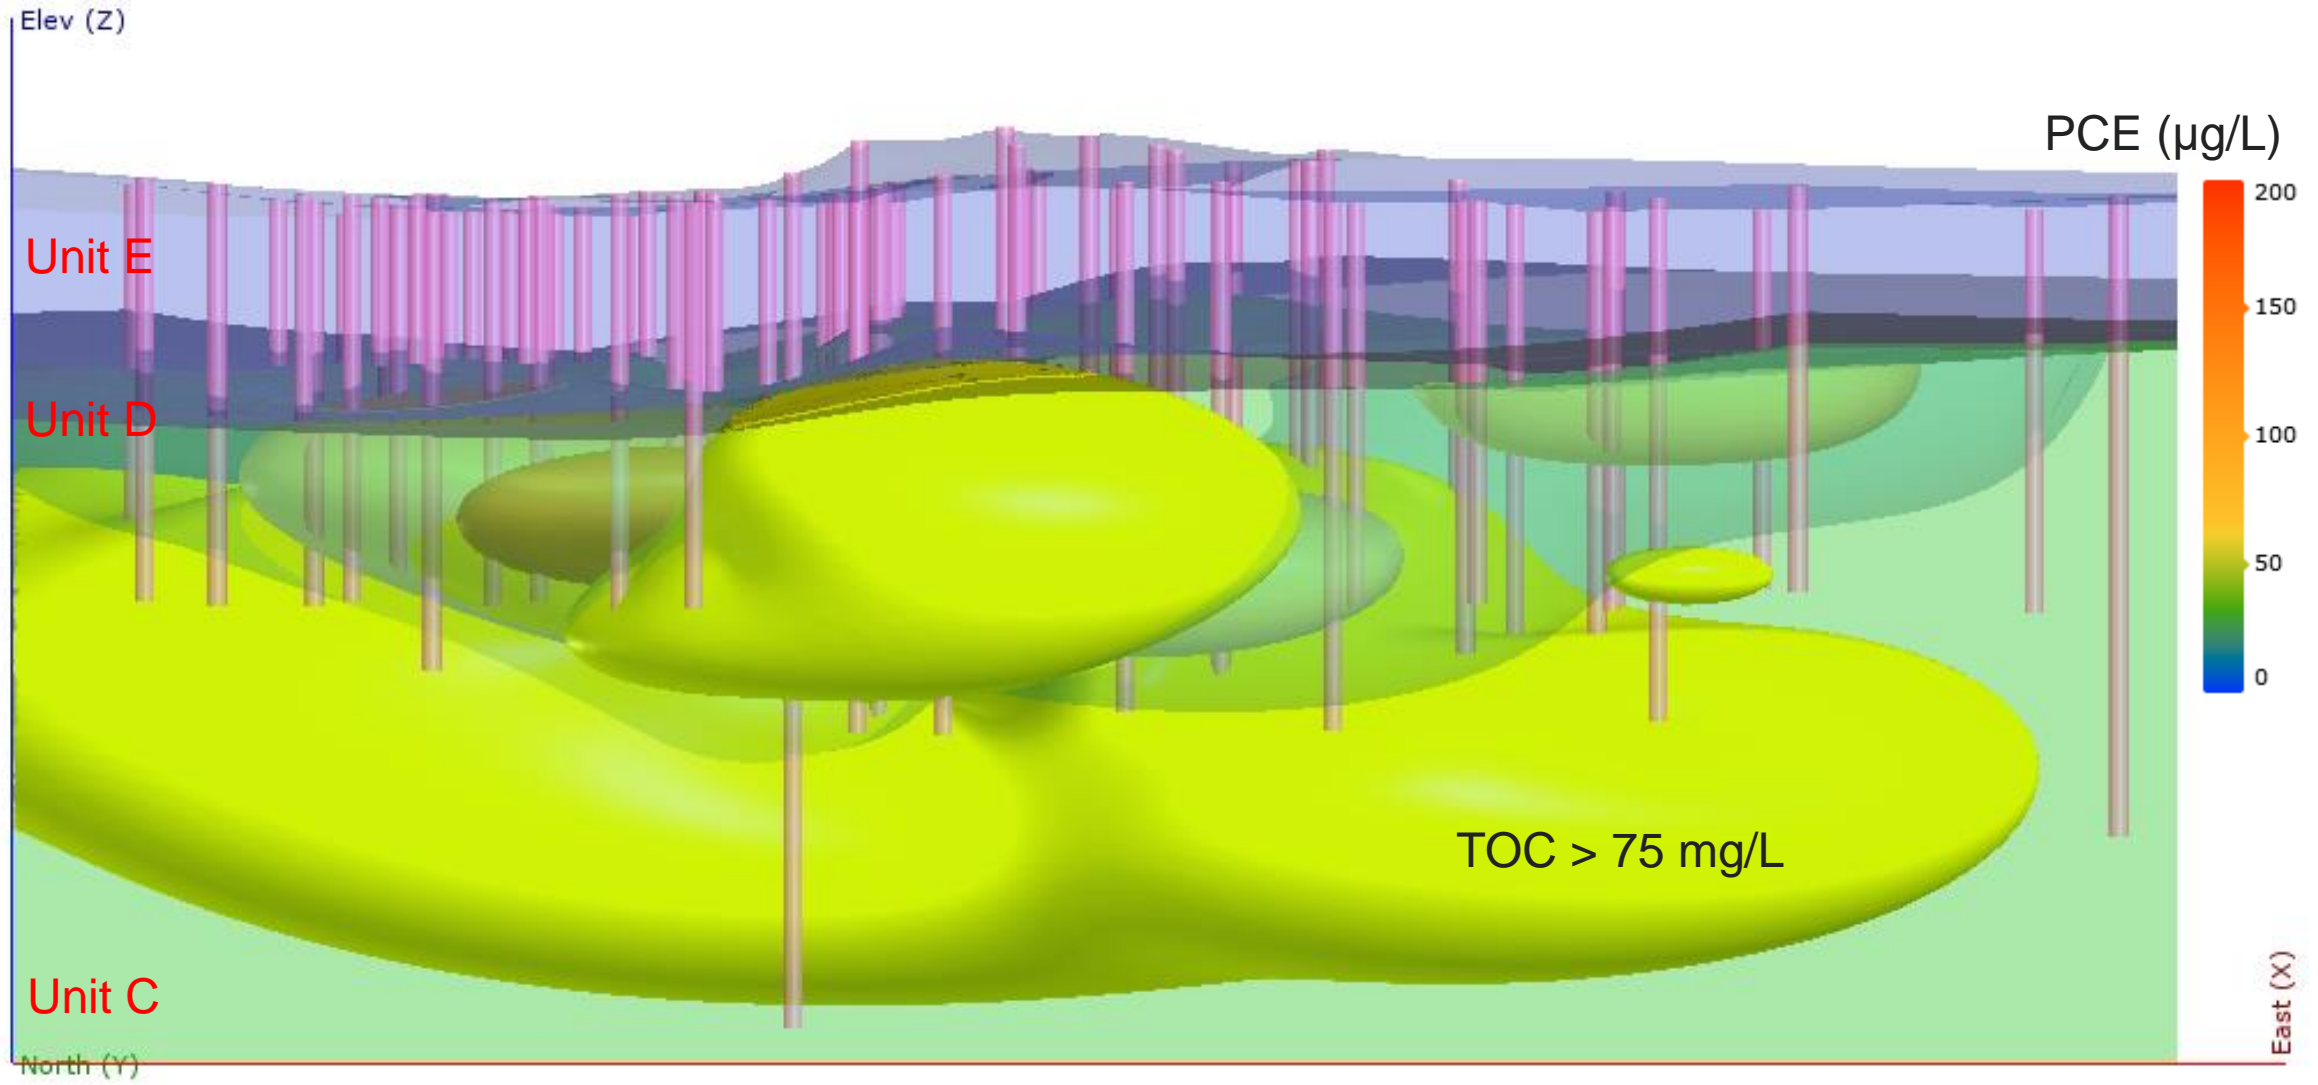 Elev (Z)
PCE (µg/L)
200
150
100
50
0
Unit E
Unit D
TOC > 75 mg/L
Unit C
East (X)
North (Y)